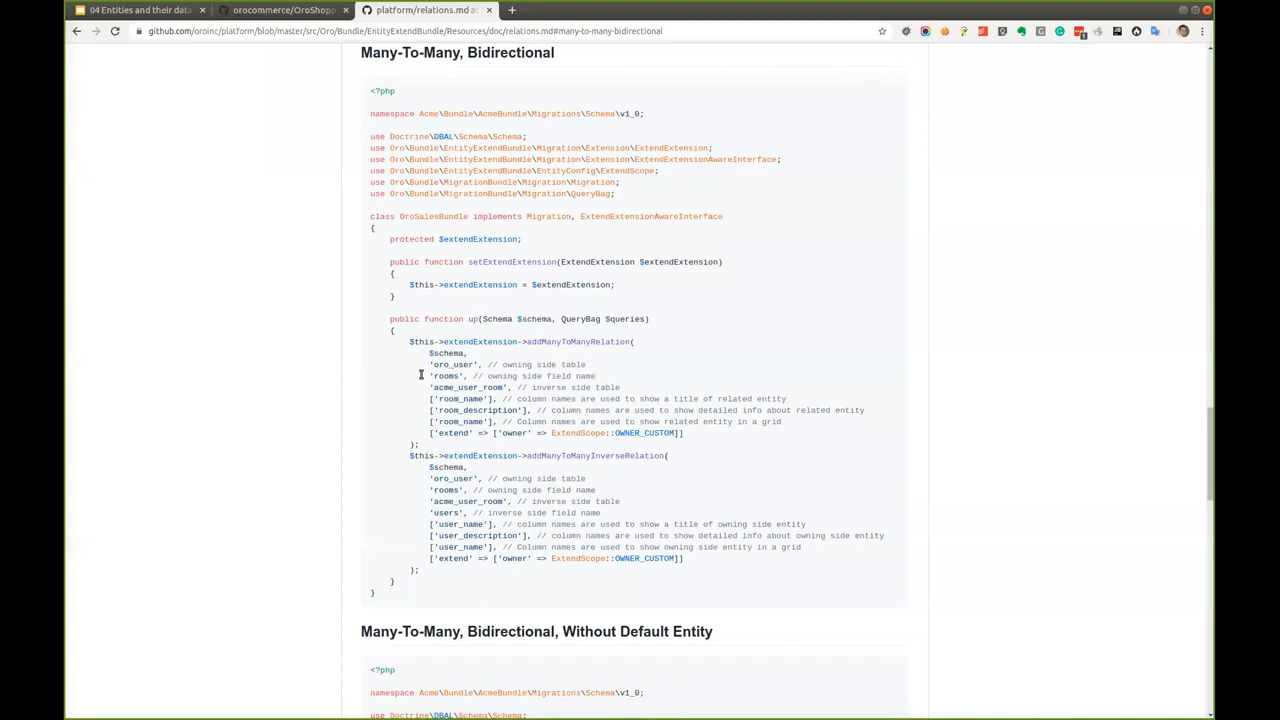 04 Entities and their data
orocommerce/OroShopp
platform/relations.md at
github.com/oroinc/platform/blob/master/src/Oro/Bundle/EntityExtendBundle/Resources/doc/relations.md#many-to-many-bidirectional
Many-To-Many, Bidirectional
<?php
namespace Acme\Bundle\AcmeBundle\Migrations\Schema\v1_0;
use Doctrine\DBAL\Schema\Schema;
use Oro\Bundle\EntityExtendBundle\Migration\Extension\ExtendExtension;
use Oro\Bundle\EntityExtendBundle\Migration\Extension\ExtendExtensionAwareInterface;
use Oro\Bundle\EntityExtendBundle\EntityConfig\ExtendScope;
use Oro\Bundle\MigrationBundle\Migration\Migration;
use Oro\Bundle\MigrationBundle\Migration\QueryBag;
class OroSalesBundle implements Migration, ExtendExtensionAwareInterface
{
protected $extendExtension;
public function setExtendExtension(ExtendExtension $extendExtension)
{
$this->extendExtension = $extendExtension;
}
public function up(Schema $schema, QueryBag $queries)
{
$this->extendExtension->addManyToManyRelation(
$schema,
'oro_user', // owning side table
'rooms', // owning side field name
'acme_user_room', // inverse side table
['room_name'], // column names are used to show a title of related entity
['room_description'], // column names are used to show detailed info about related entity
['room_name'], // Column names are used to show related entity in a grid
['extend' => ['owner' => ExtendScope::OWNER_CUSTOM]]
);
$this->extendExtension->addManyToManyInverseRelation(
$schema,
'oro_user', // owning side table
'rooms', // owning side field name
'acme_user_room', // inverse side table
'users', // inverse side field name
['user_name'], // column names are used to show a title of owning side entity
['user_description'], // column names are used to show detailed info about owning side entity
['user_name'], // Column names are used to show owning side entity in a grid
['extend' => ['owner' => ExtendScope::OWNER_CUSTOM]]
);
}
}
Many-To-Many, Bidirectional, Without Default Entity
<?php
namespace Acme\Bundle\AcmeBundle\Migrations\Schema\v1_0;
use Doctrine\DBAL\Schema\Schema;